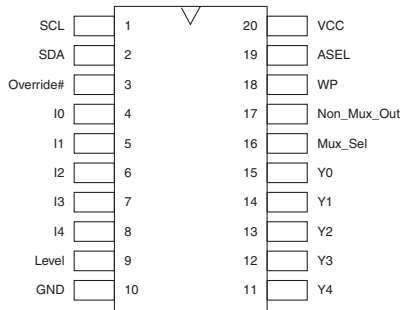 SCL 1 20 VCC
SDA 2 19 ASEL
Override# 3 18 WP
I0 4 17 Non_Mux_Out
I1 5 16 Mux_Sel
I2 6 15 Y0
I3 7 14 Y1
I4 8 13 Y2
Level 9 12 Y3
GND 10 11 Y4